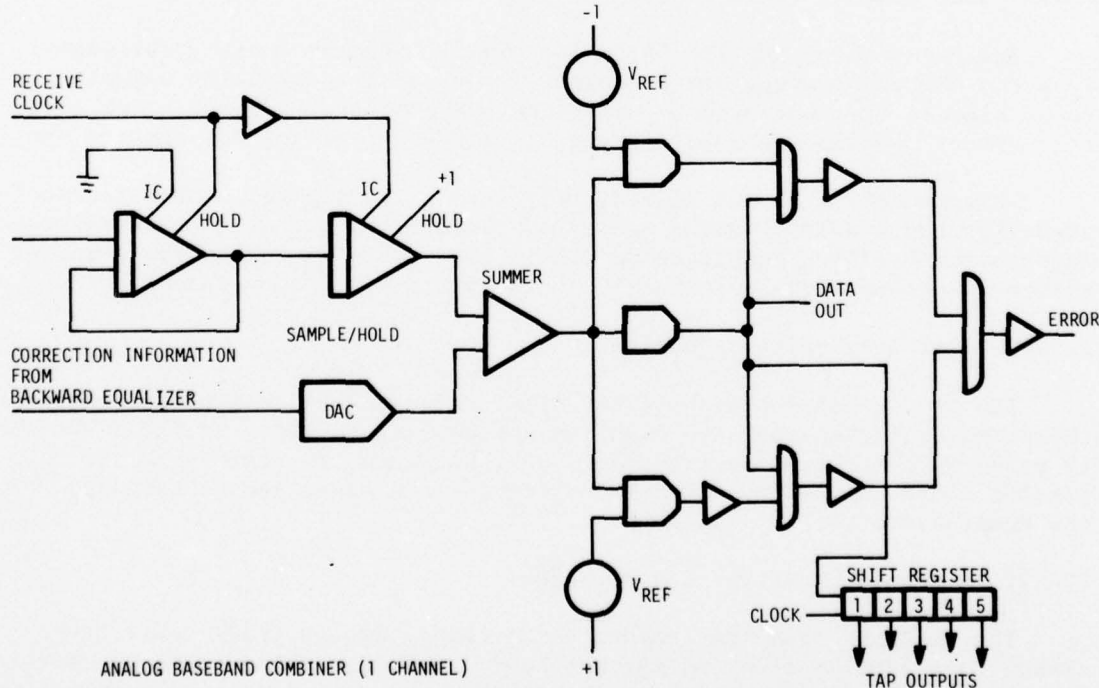 -1
V REF
RECEIVE
CLOCK
IC
HOLD
IC
+1
HOLD
SUMMER
SAMPLE/HOLD
DATA
OUT
ERROR
CORRECTION INFORMATION
FROM
BACKWARD EQUALIZER
DAC
V REF
+1
SHIFT REGISTER
CLOCK
1 2 3 4 5
TAP OUTPUTS
ANALOG BASEBAND COMBINER (1 CHANNEL)